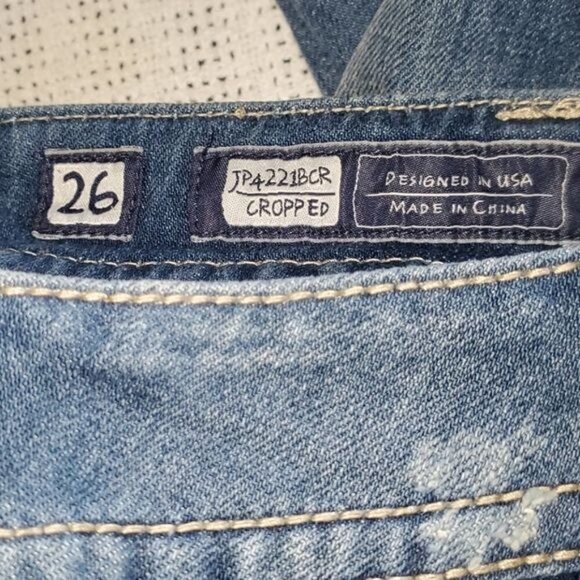 26
JP4221BCR
CROPPED
DESIGNED IN USA
MADE IN CHINA